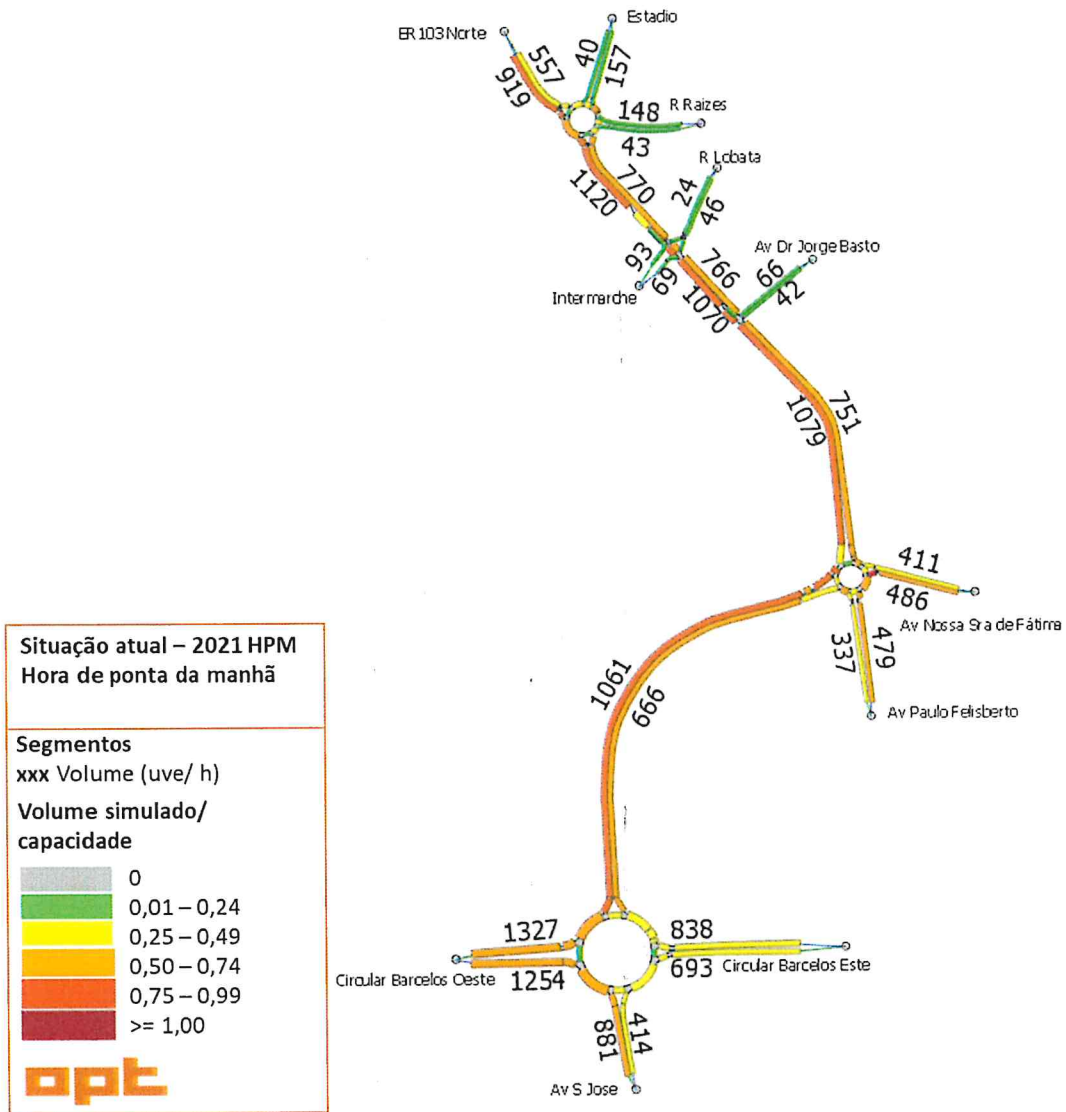 Estadio
ER 103 Norte
557
919
40
157
148
R Raizes
43
R Lobata
770
1120
24
46
Av Dr Jorge Basto
66
42
93
69
Intermarche
766
1070
751
1079
411
486
Av Nossa Sra de Fátima
337
479
Av Paulo Felisberto
1061
666
Situação atual – 2021 HPM
Hora de ponta da manhã
Segmentos
xxx Volume (uve/ h)
Volume simulado/
capacidade
0
0,01 – 0,24
0,25 – 0,49
0,50 – 0,74
0,75 – 0,99
>= 1,00
opt
1327
1254
Circular Barcelos Oeste
838
693
Circular Barcelos Este
881
414
Av S Jose